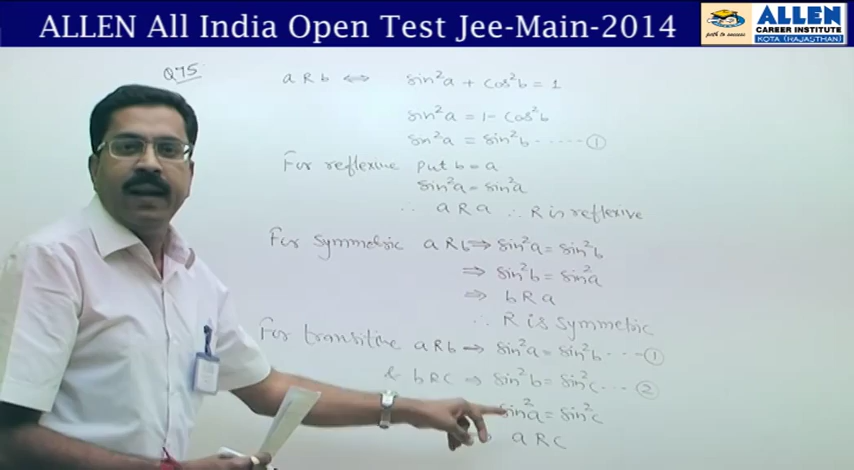 ALLEN All India Open Test Jee-Main-2014
path to success
ALLEN
CAREER INSTITUTE
KOTA (RAJASTHAN)
Q75
a R b ⇔ sin²a + cos²b = 1
sin²a = 1 - cos²b
sin²a = sin²b ----- ①
For reflexive put b = a
sin²a = sin²a
∴ a R a ∴ R is reflexive
For Symmetric a R b ⇒ sin²a = sin²b
⇒ sin²b = sin²a
⇒ b R a
∴ R is Symmetric
For transitive a R b ⇒ sin²a = sin²b --- ①
& b R C ⇒ sin²b = sin²c --- ②
sin²a = sin²c
a R C